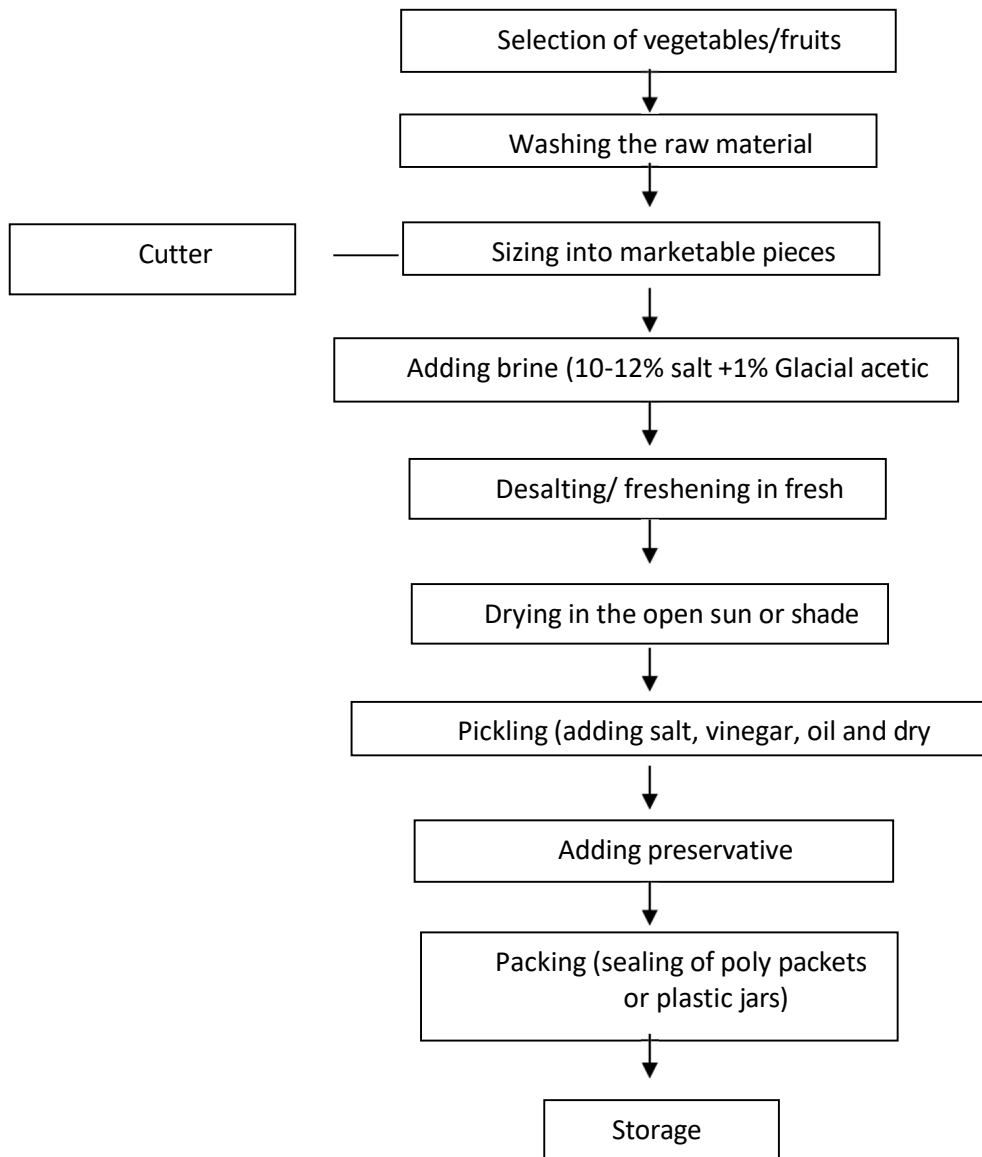 Selection of vegetables/fruits
Washing the raw material
Cutter
Sizing into marketable pieces
Adding brine (10-12% salt +1% Glacial acetic
Desalting/ freshening in fresh
Drying in the open sun or shade
Pickling (adding salt, vinegar, oil and dry
Adding preservative
Packing (sealing of poly packets
or plastic jars)
Storage